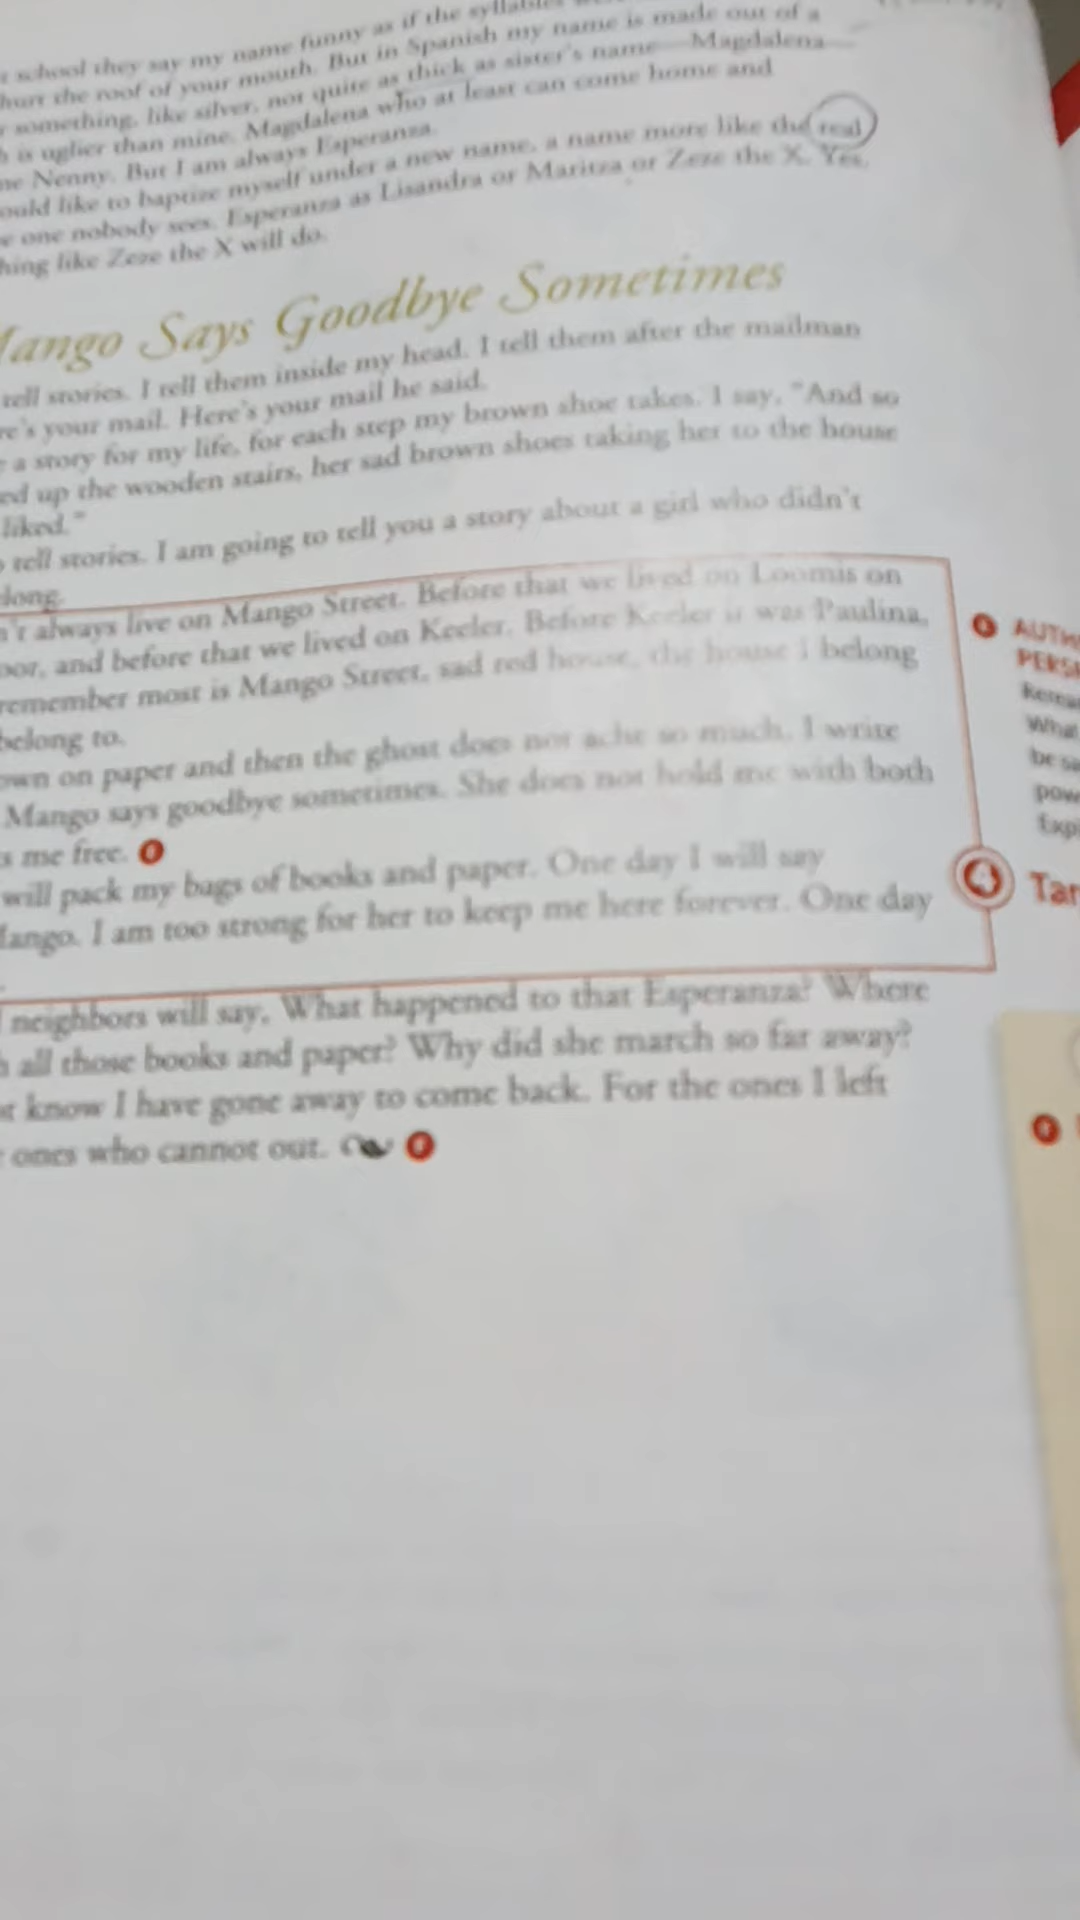 school they say my name funny as if the syllables
hurt the roof of your mouth. But in Spanish my name is made out of a
something, like silver, not quite as thick as sister's name—Magdalena—
is uglier than mine. Magdalena who at least can come home and
Nenny. But I am always Esperanza.
ould like to baptize myself under a new name, a name more like the real
one nobody sees. Esperanza as Lisandra or Maritza or Zeze the X. Yes.
hing like Zeze the X will do.
Mango Says Goodbye Sometimes
tell stories. I tell them inside my head. I tell them after the mailman
re's your mail. Here's your mail he said.
a story for my life, for each step my brown shoe takes. I say, "And so
ed up the wooden stairs, her sad brown shoes taking her to the house
liked."
tell stories. I am going to tell you a story about a girl who didn't
long.
n't always live on Mango Street. Before that we lived on Loomis on
oor, and before that we lived on Keeler. Before Keeler it was Paulina,
remember most is Mango Street, sad red house, the house I belong
belong to.
own on paper and then the ghost does not ache so much. I write
Mango says goodbye sometimes. She does not hold me with both
s me free.
will pack my bags of books and paper. One day I will say
Mango. I am too strong for her to keep me here forever. One day
neighbors will say, What happened to that Esperanza? Where
h all those books and paper? Why did she march so far away?
ot know I have gone away to come back. For the ones I left
ones who cannot out.
AUTH
PERS
What
be sa
pow
Exp
4 Tar